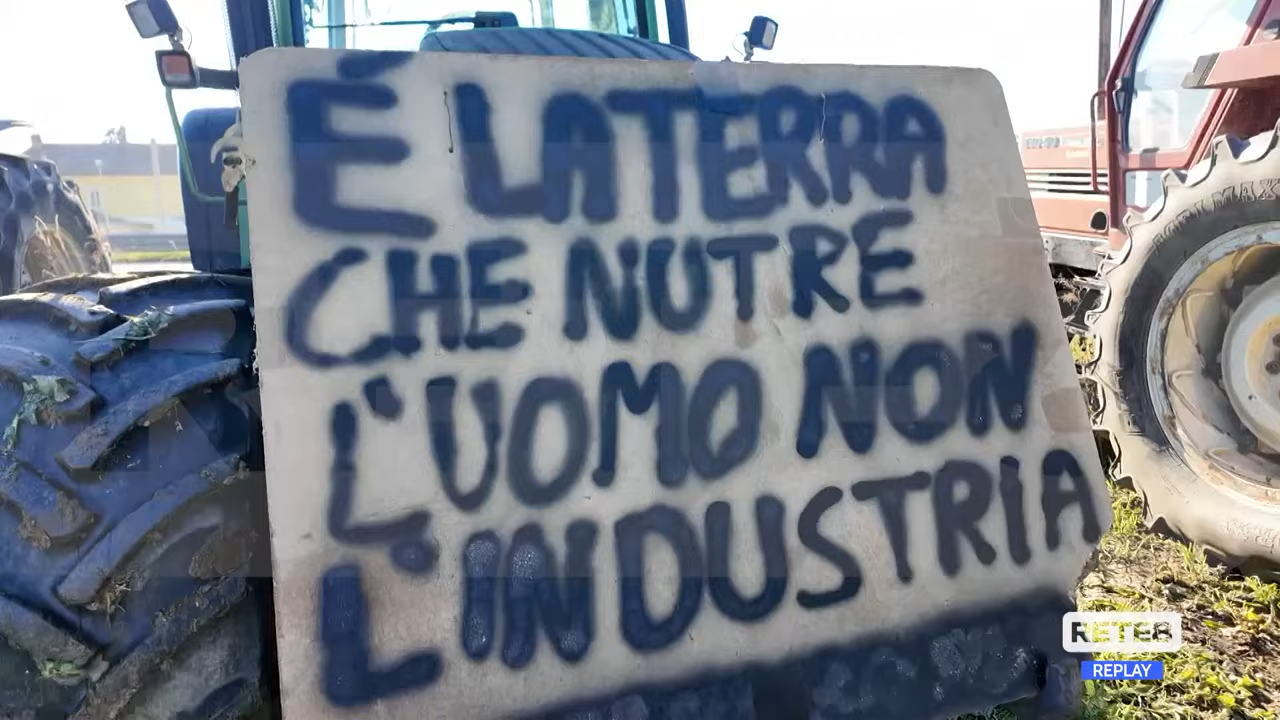 É LA TERRA
CHE NUTRE
L'UOMO NON
L'INDUSTRIA
RETE8
REPLAY